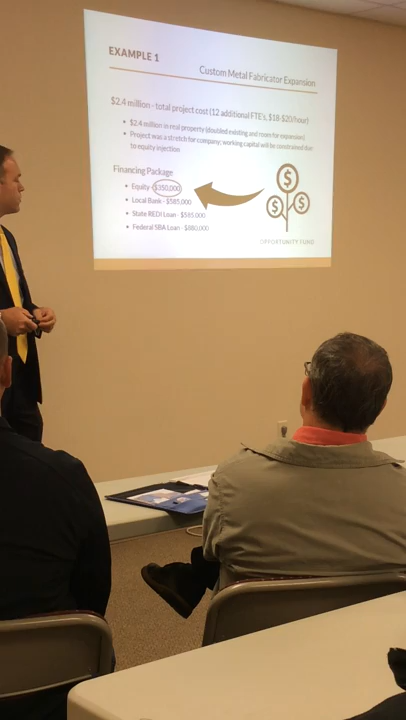 EXAMPLE 1
Custom Metal Fabricator Expansion
$2.4 million - total project cost (12 additional FTE's, $18-$20/hour)
• $2.4 million in real property (doubled existing and room for expansion)
• Project was a stretch for company; working capital will be constrained due
to equity injection
Financing Package
• Equity - $350,000
• Local Bank - $585,000
• State REDI Loan - $585,000
• Federal SBA Loan - $880,000
$
$ $
OPPORTUNITY FUND